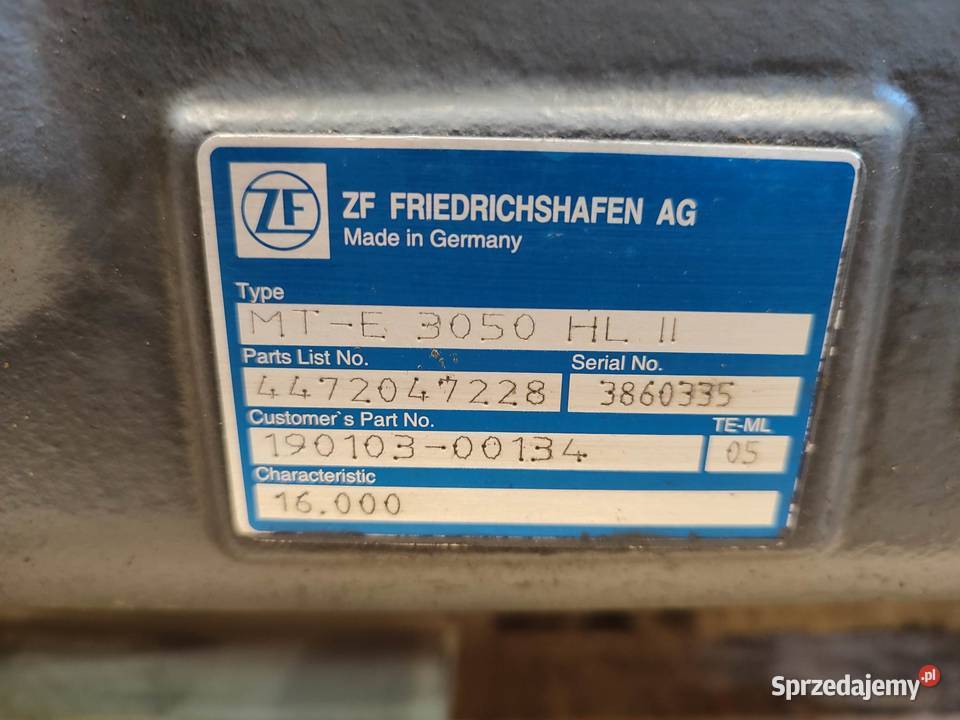 ZF
ZF FRIEDRICHSHAFEN AG
Made in Germany
Type
MT-E 3050 HL II
Parts List No.
4472047228
Serial No.
3860335
Customer`s Part No.
190103-00134
TE-ML
05
Characteristic
16.000
Sprzedajemy.pl